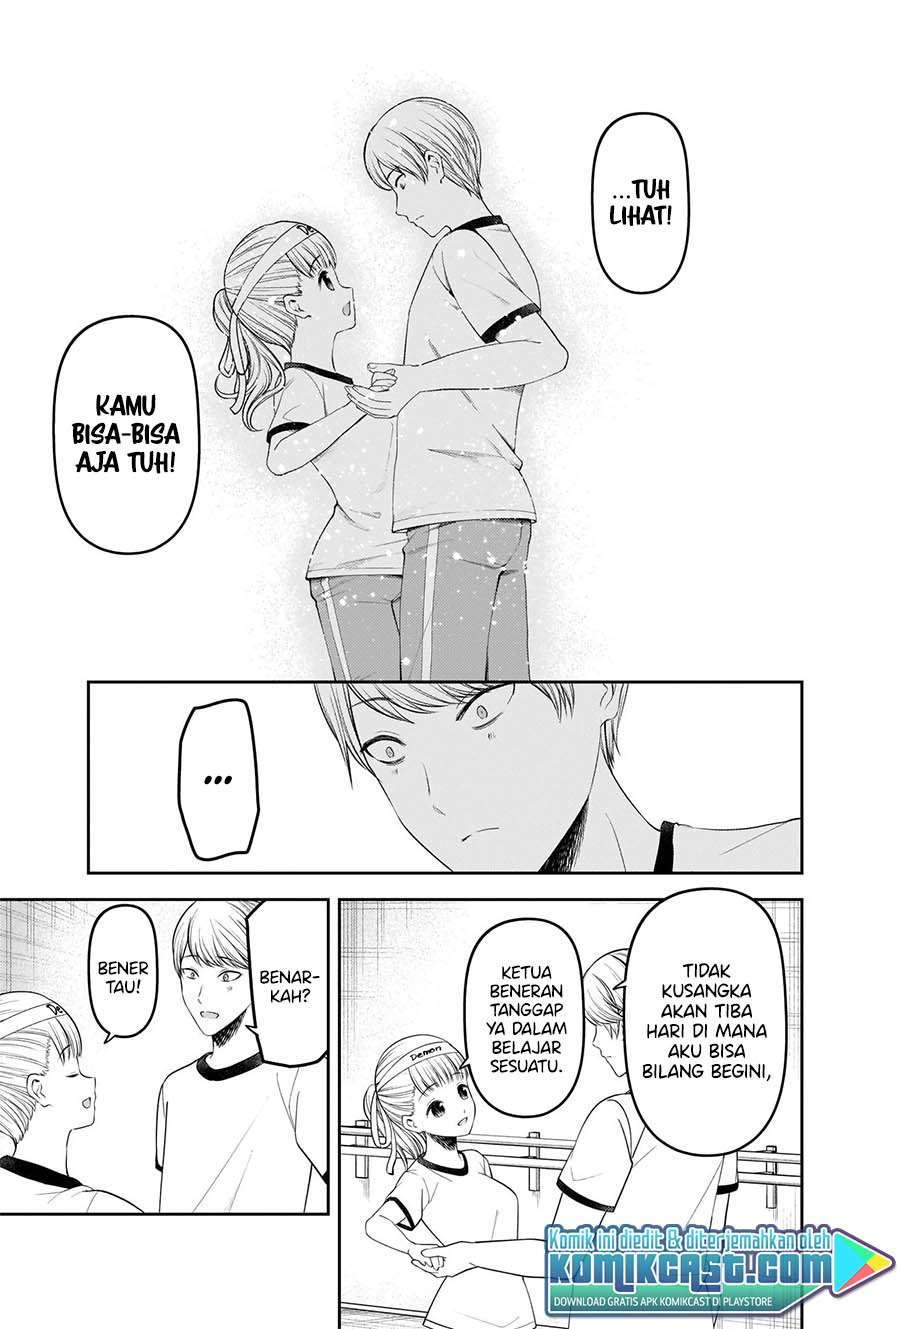 ...TUH
LIHAT!
De
KAMU
BISA-BISA
AJA TUH!
...
TIDAK
KUSANGKA
AKAN TIBA
HARI DI MANA
AKU BISA
BILANG BEGINI,
KETUA
BENERAN
TANGGAP
YA DALAM
BELAJAR
SESUATU.
Demon
BENAR-
KAH?
BENER
TAU!
De
Komik ini diedit & diterjemahkan oleh
KOMIKCAST.COM
DOWNLOAD GRATIS APK KOMIKCAST DI PLAYSTORE